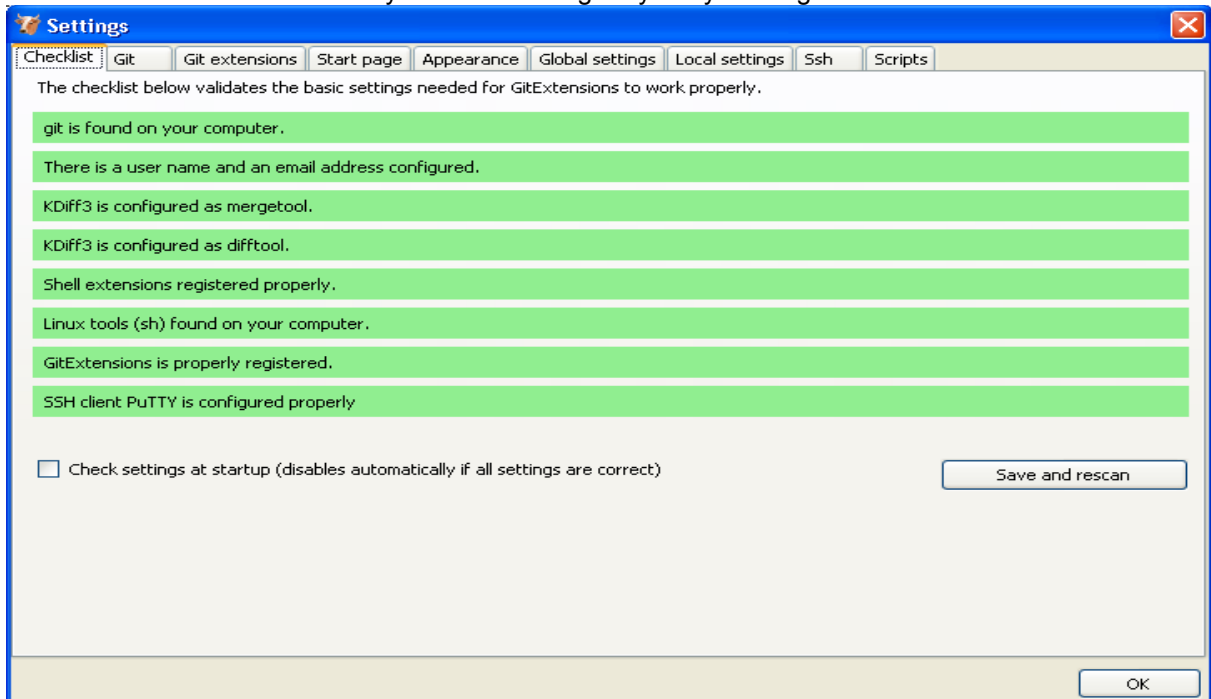 Settings
Checklist Git Git extensions Start page Appearance Global settings Local settings Ssh Scripts
The checklist below validates the basic settings needed for GitExtensions to work properly.
git is found on your computer.
There is a user name and an email address configured.
KDiff3 is configured as mergetool.
KDiff3 is configured as difftool.
Shell extensions registered properly.
Linux tools (sh) found on your computer.
GitExtensions is properly registered.
SSH client PuTTY is configured properly
Check settings at startup (disables automatically if all settings are correct)
Save and rescan
OK